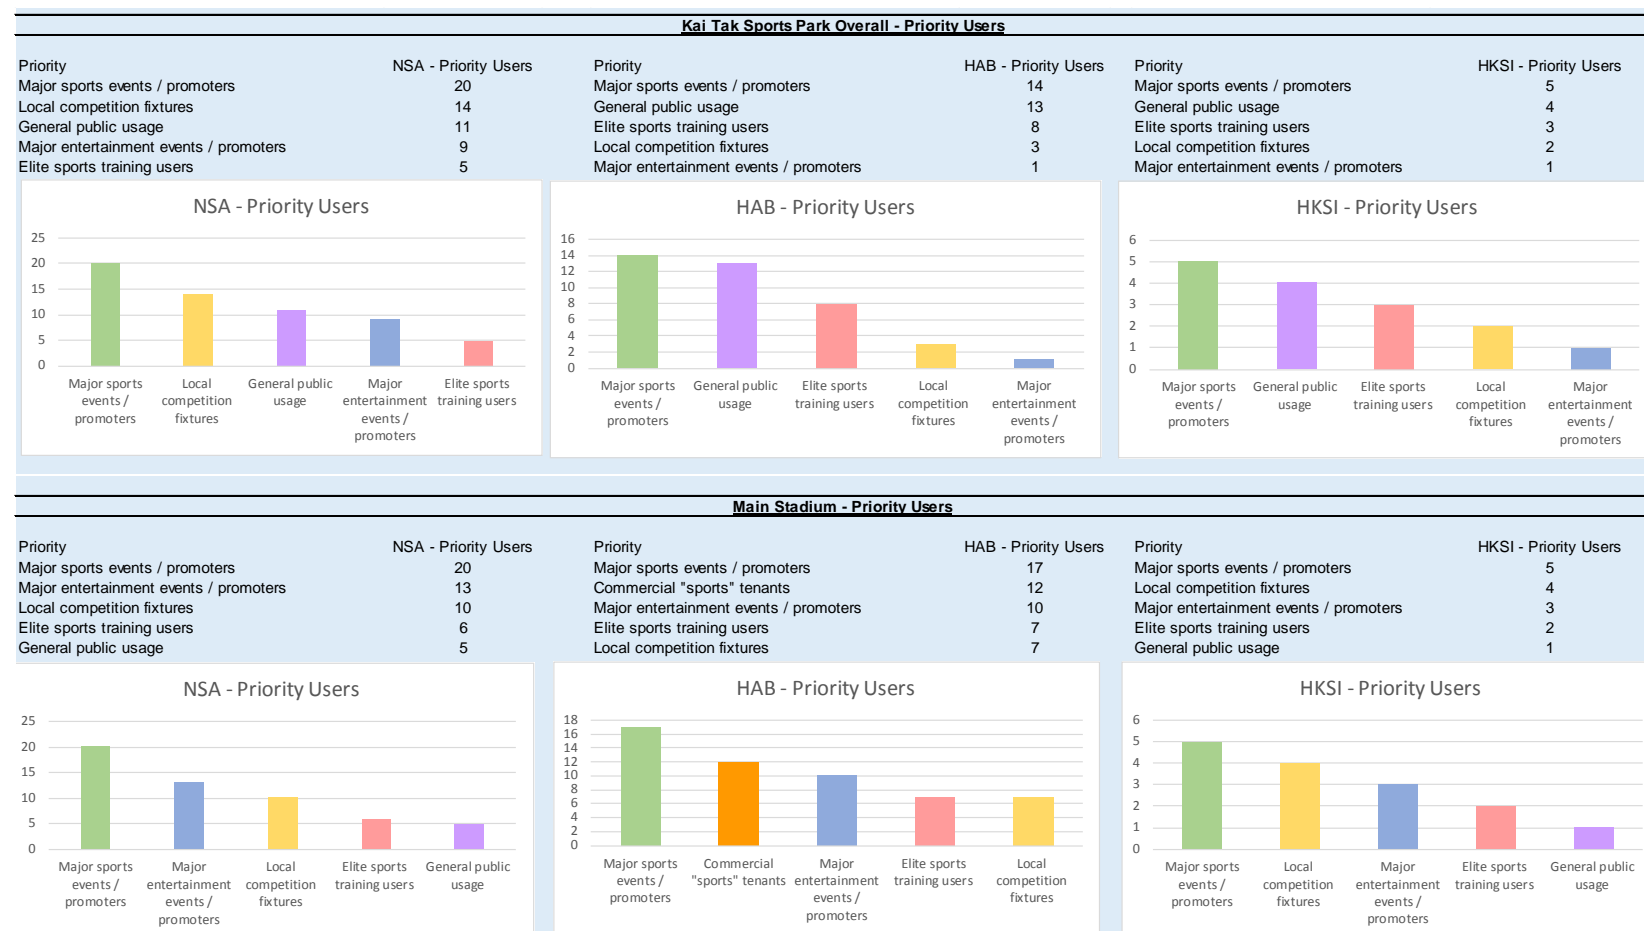 Kai Tak Sports Park Overall - Priority Users
Priority NSA - Priority Users
Major sports events / promoters 20
Local competition fixtures 14
General public usage 11
Major entertainment events / promoters 9
Elite sports training users 5
Priority HAB - Priority Users
Major sports events / promoters 14
General public usage 13
Elite sports training users 8
Local competition fixtures 3
Major entertainment events / promoters 1
Priority HKSI - Priority Users
Major sports events / promoters 5
General public usage 4
Elite sports training users 3
Local competition fixtures 2
Major entertainment events / promoters 1
NSA - Priority Users
25
20
15
10
5
0
Major sports events / promoters
Local competition fixtures
General public usage
Major entertainment events / promoters
Elite sports training users
HAB - Priority Users
16
14
12
10
8
6
4
2
0
Major sports events / promoters
General public usage
Elite sports training users
Local competition fixtures
Major entertainment events / promoters
HKSI - Priority Users
6
5
4
3
2
1
0
Major sports events / promoters
General public usage
Elite sports training users
Local competition fixtures
Major entertainment events / promoters
Main Stadium - Priority Users
Priority NSA - Priority Users
Major sports events / promoters 20
Major entertainment events / promoters 13
Local competition fixtures 10
Elite sports training users 6
General public usage 5
Priority HAB - Priority Users
Major sports events / promoters 17
Commercial "sports" tenants 12
Major entertainment events / promoters 10
Elite sports training users 7
Local competition fixtures 7
Priority HKSI - Priority Users
Major sports events / promoters 5
Local competition fixtures 4
Major entertainment events / promoters 3
Elite sports training users 2
General public usage 1
NSA - Priority Users
25
20
15
10
5
0
Major sports events / promoters
Major entertainment events / promoters
Local competition fixtures
Elite sports training users
General public usage
HAB - Priority Users
18
16
14
12
10
8
6
4
2
0
Major sports events / promoters
Commercial "sports" tenants
Major entertainment events / promoters
Elite sports training users
Local competition fixtures
HKSI - Priority Users
6
5
4
3
2
1
0
Major sports events / promoters
Local competition fixtures
Major entertainment events / promoters
Elite sports training users
General public usage